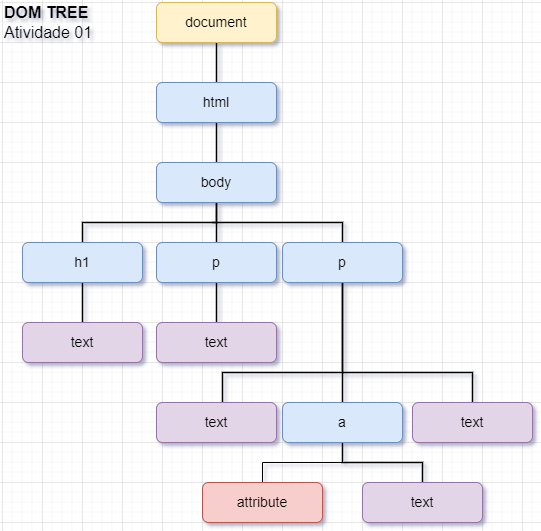 DOM TREE
Atividade 01
document
html
body
h1
p
p
text
text
text
a
text
attribute
text